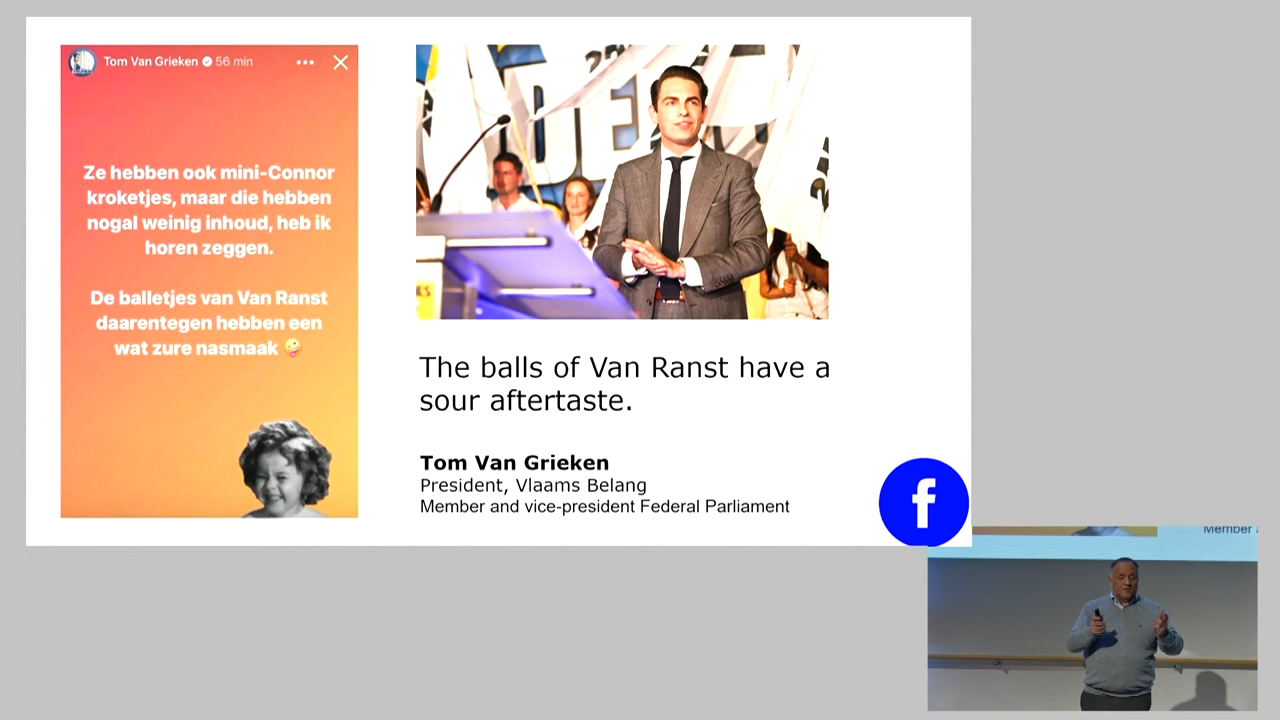 Tom Van Grieken 56 min
Ze hebben ook mini-Connor
kroketjes, maar die hebben
nogal weinig inhoud, heb ik
horen zeggen.
De balletjes van Van Ranst
daarentegen hebben een
wat zure nasmaak 🤪
DE
The balls of Van Ranst have a
sour aftertaste.
Tom Van Grieken
President, Vlaams Belang
Member and vice-president Federal Parliament
f
Member